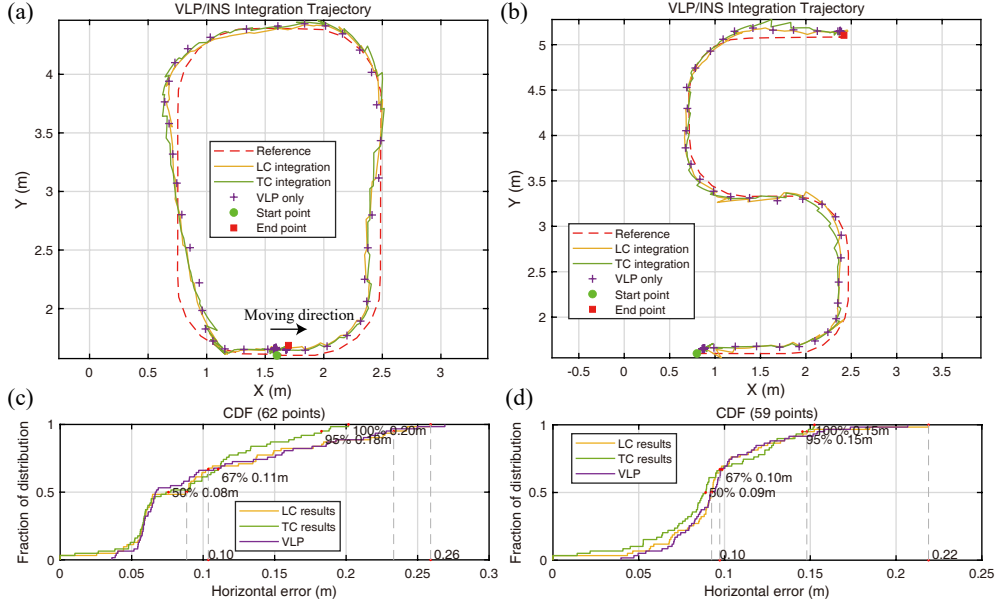 (a)
VLP/INS Integration Trajectory
4
3.5
3
2.5
2
Y (m)
Reference
LC integration
TC integration
VLP only
Start point
End point
Moving direction
0 0.5 1 1.5 2 2.5 3
X (m)
(b)
VLP/INS Integration Trajectory
5
4.5
4
3.5
3
2.5
2
Y (m)
Reference
LC integration
TC integration
VLP only
Start point
End point
-0.5 0 0.5 1 1.5 2 2.5 3 3.5
X (m)
(c)
CDF (62 points)
1
0.5
0
Fraction of distribution
100% 0.20m
95% 0.18m
67% 0.11m
50% 0.08m
LC results
TC results
VLP
0.10
0.26
0 0.05 0.1 0.15 0.2 0.25 0.3
Horizontal error (m)
(d)
CDF (59 points)
1
0.5
0
Fraction of distribution
LC results
TC results
VLP
100% 0.15m
95% 0.15m
67% 0.10m
50% 0.09m
0.10
0.22
0 0.05 0.1 0.15 0.2 0.25
Horizontal error (m)